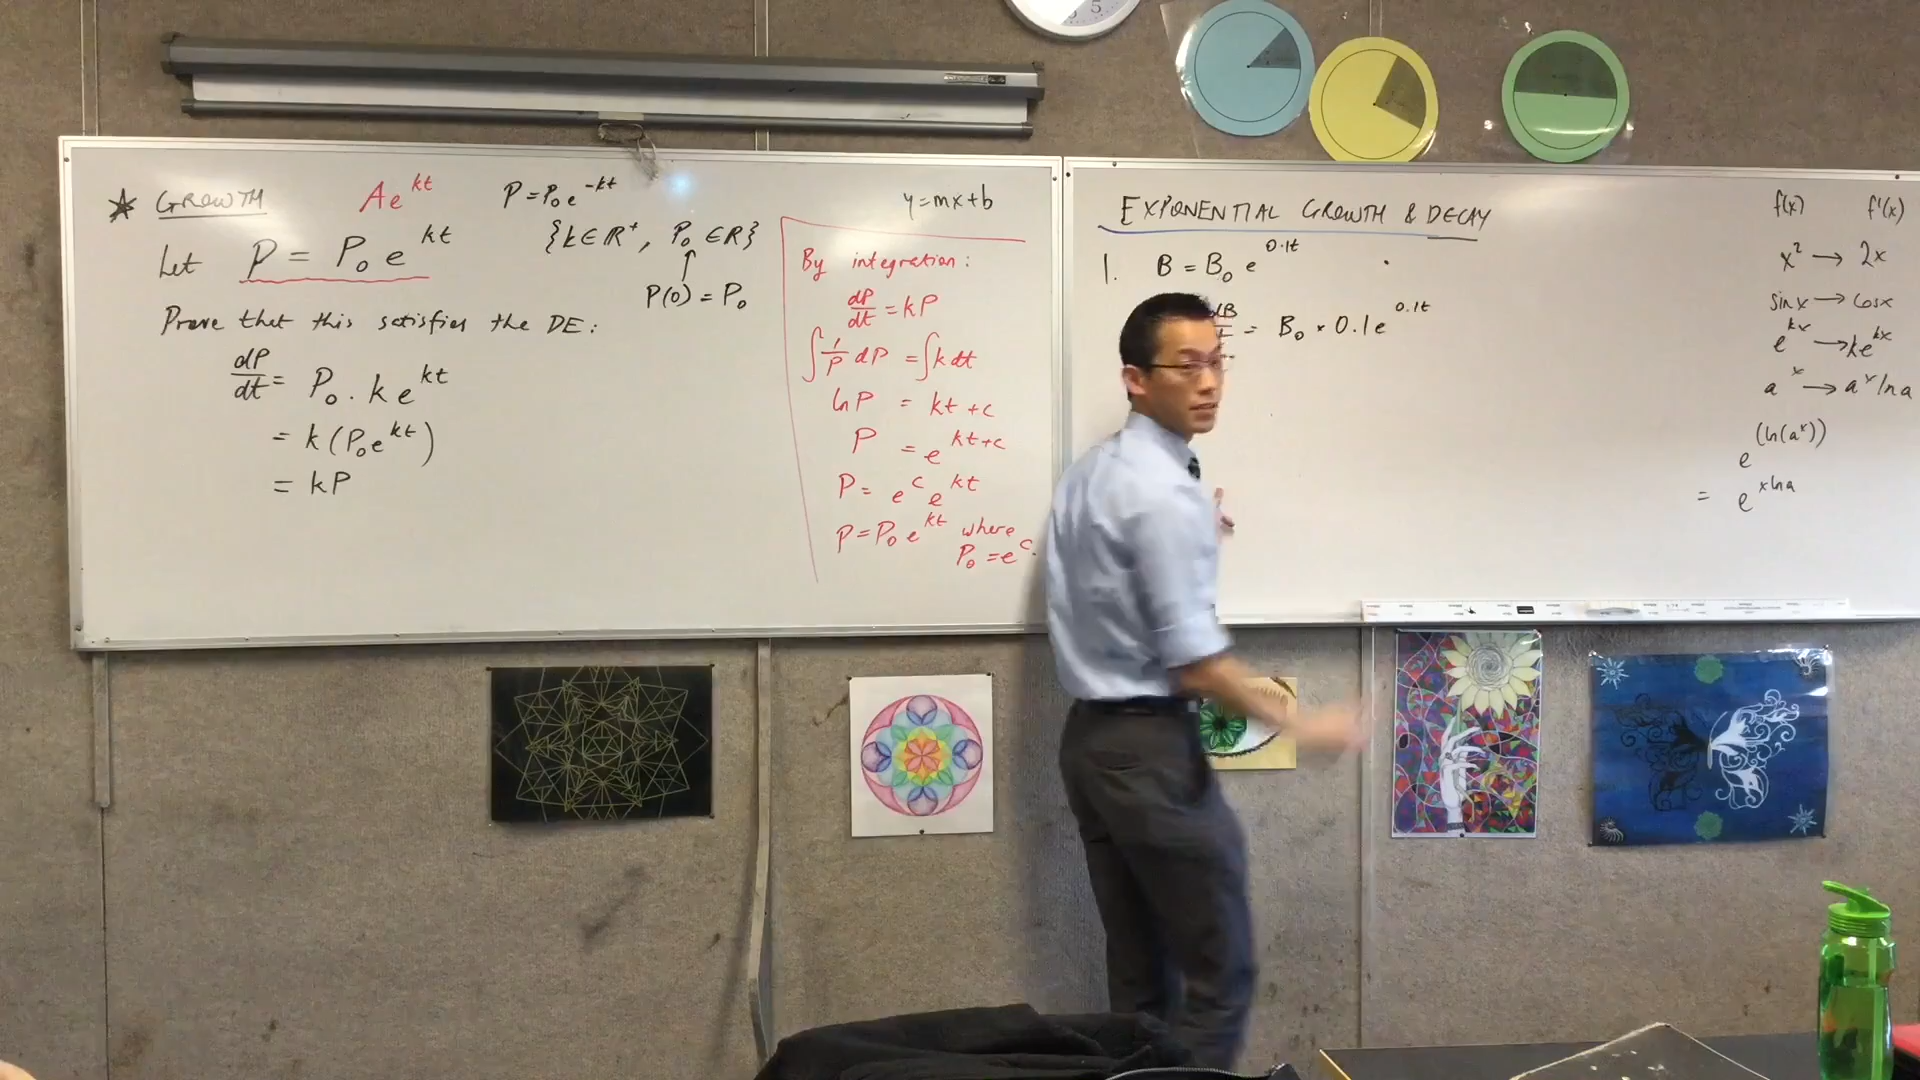 ★ GROWTH
Ae^{kt}
P = P₀e^{-kt}
Let P = P₀e^{kt}
{k∈ℝ⁺, P₀∈ℝ}
↑
P(0) = P₀
Prove that this satisfies the DE:
dP/dt = P₀ . k e^{kt}
= k(P₀e^{kt})
= kP
y = mx + b
By integration:
dP/dt = kP
∫ 1/P dP = ∫ k dt
ln P = kt + c
P = e^{kt+c}
P = e^c e^{kt}
P = P₀ e^{kt} where
P₀ = e^c.
EXPONENTIAL GROWTH & DECAY
1. B = B₀ e^{0.1t}
dB
= B₀ × 0.1e^{0.1t}
f(x) f'(x)
x² → 2x
sin x → cos x
e^{kx} → ke^{kx}
a^x → a^x ln a
e^{(ln(a^x))}
= e^{x ln a}
5